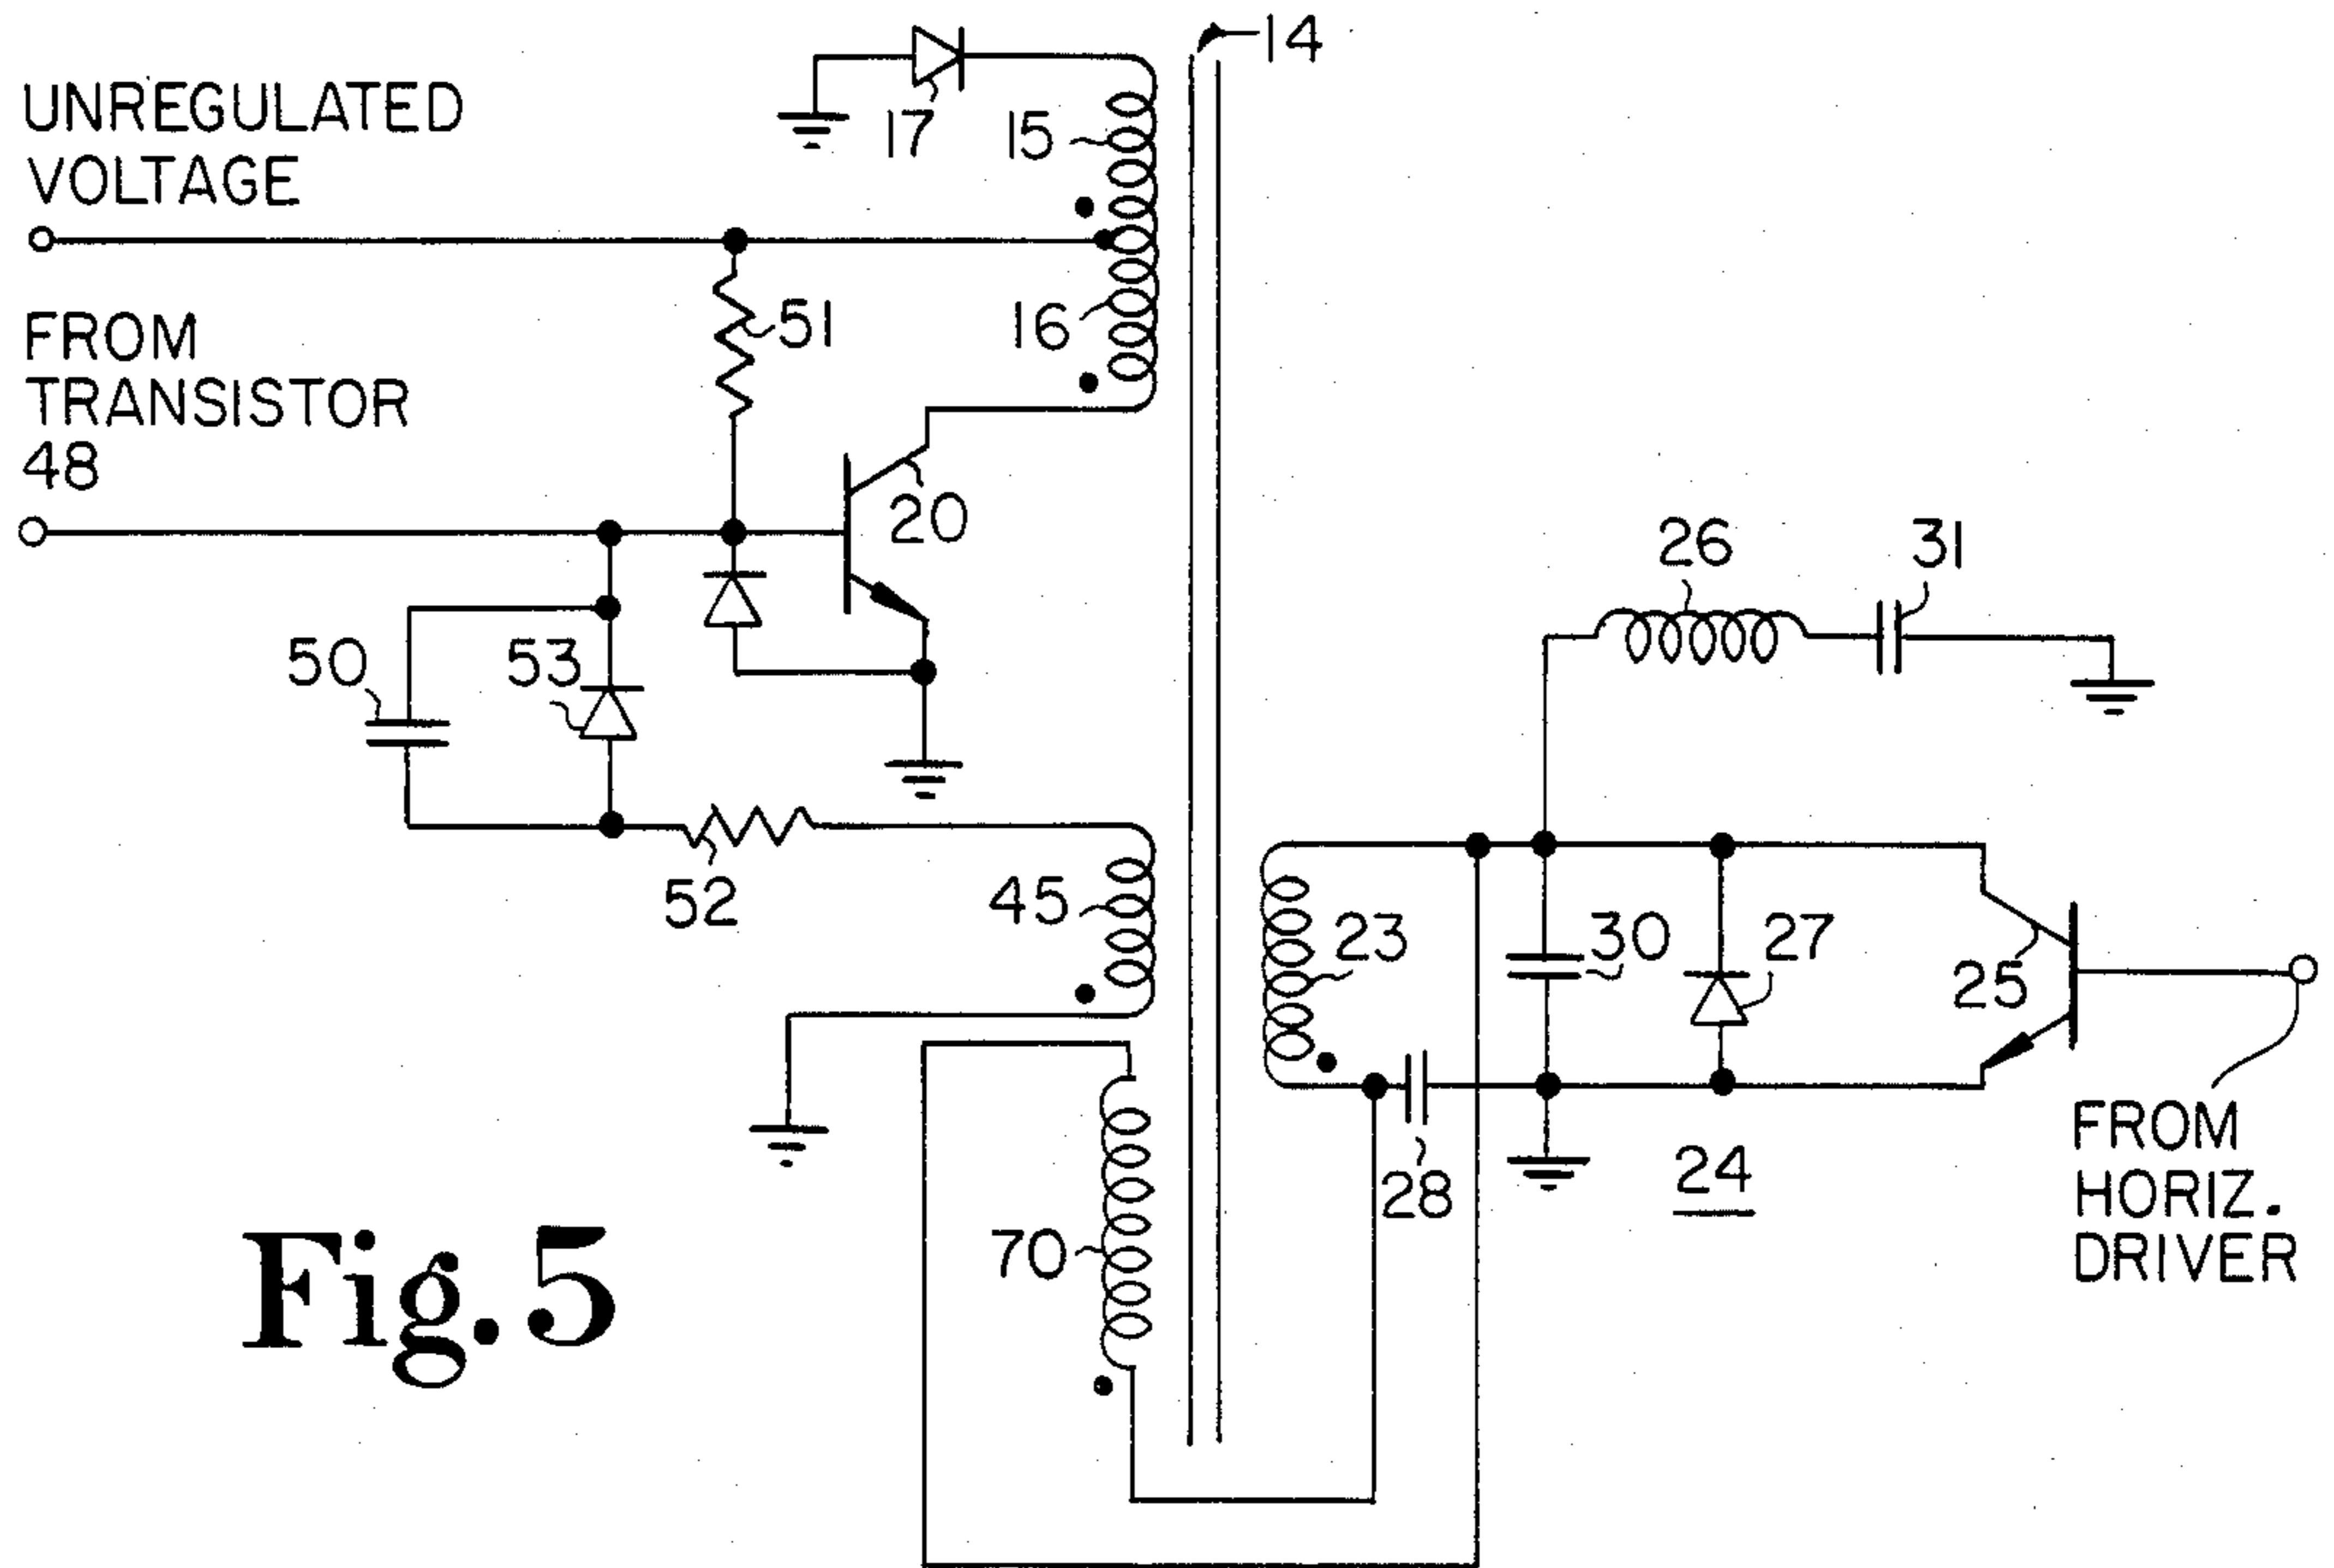 14
UNREGULATED
VOLTAGE
17
15
FROM
TRANSISTOR
48
51
16
20
26
31
50
53
52
45
23
30
27
25
FROM
HORIZ.
DRIVER
28
24
70
Fig. 5